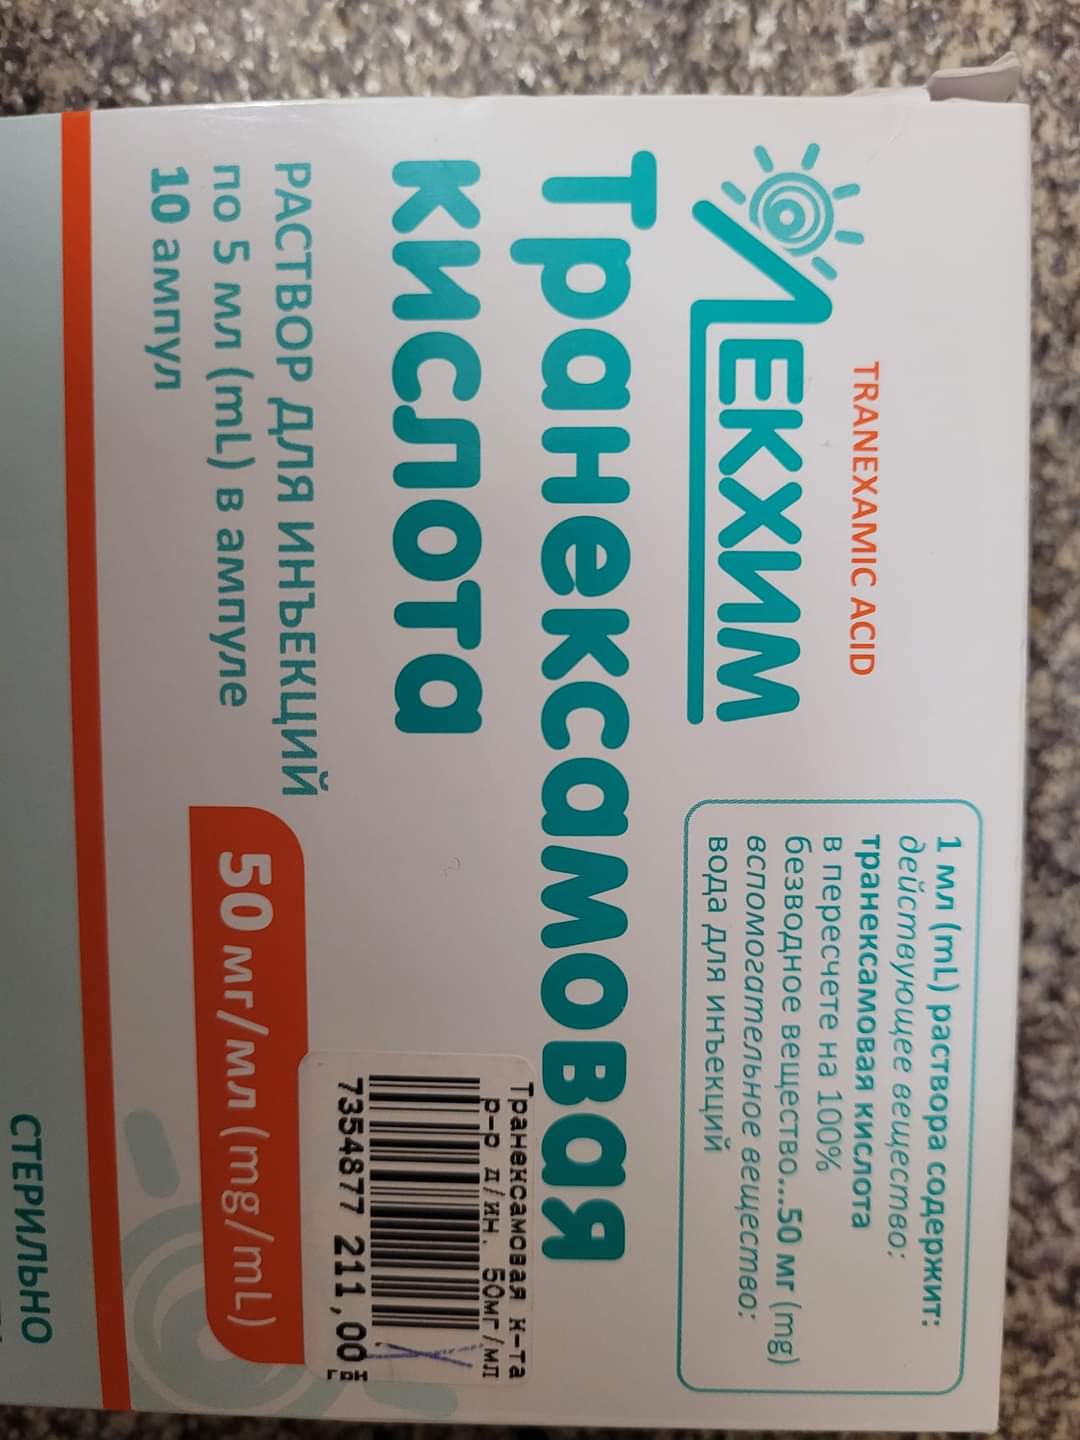 TRANEXAMIC ACID
ЛЕКХИМ
1 мл (mL) раствора содержит:
действующее вещество:
транексамовая кислота
в пересчете на 100%
безводное вещество...50 мг (mg)
вспомогательное вещество:
вода для инъекций
Транексамовая
кислота
РАСТВОР ДЛЯ ИНЪЕКЦИЙ
по 5 мл (mL) в ампуле
10 ампул
50 мг/мл (mg/mL)
Транексамовая к-та
р-р д/ин. 50мг/мл
7354877 211,00
СТЕРИЛЬНО